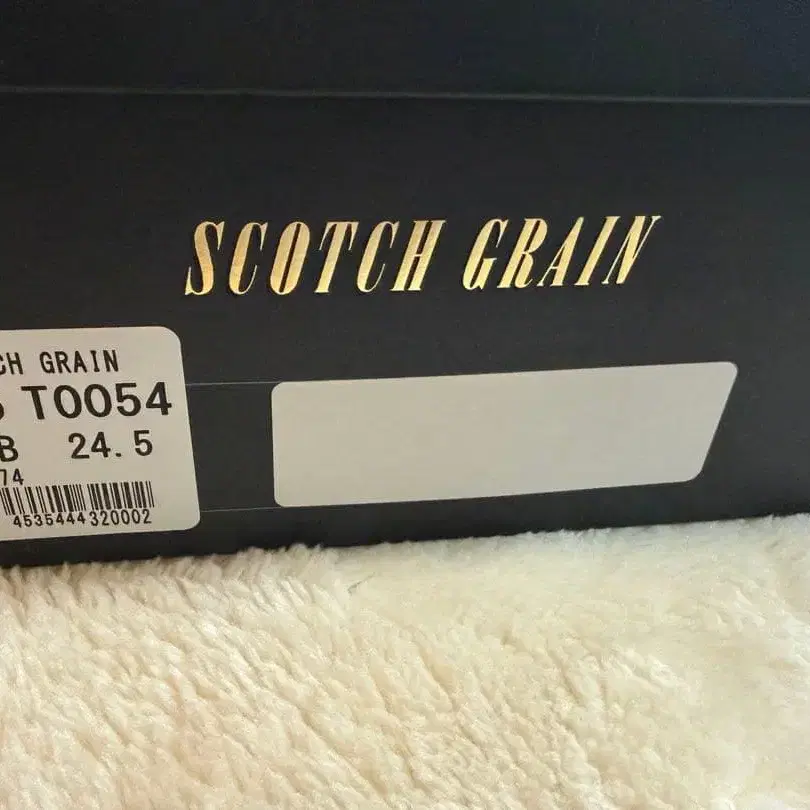 SCOTCH GRAIN
CH GRAIN
T0054
B 24.5
74
4535444320002